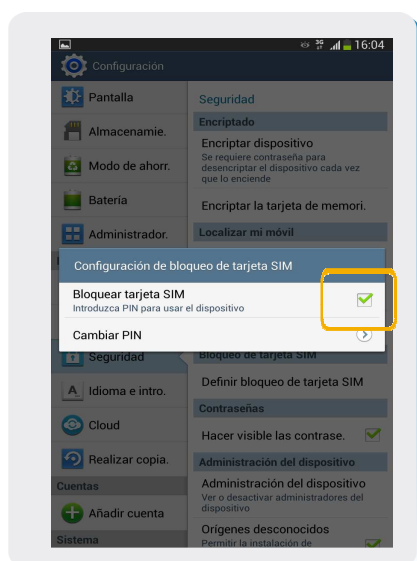 3G 16:04
Configuración
Pantalla
Almacenamie.
Modo de ahorr.
Batería
Administrador.
Seguridad
Encriptado
Encriptar dispositivo
Se requiere contraseña para
desencriptar el dispositivo cada vez
que lo enciende
Encriptar la tarjeta de memori.
Localizar mi móvil
Configuración de bloqueo de tarjeta SIM
Bloquear tarjeta SIM
Introduzca PIN para usar el dispositivo
Cambiar PIN
Seguridad
Idioma e intro.
Cloud
Realizar copia.
Cuentas
Añadir cuenta
Sistema
Bloqueo de tarjeta SIM
Definir bloqueo de tarjeta SIM
Contraseñas
Hacer visible las contrase.
Administración del dispositivo
Administración del dispositivo
Ver o desactivar administradores del
dispositivo
Orígenes desconocidos
Permitir la instalación de